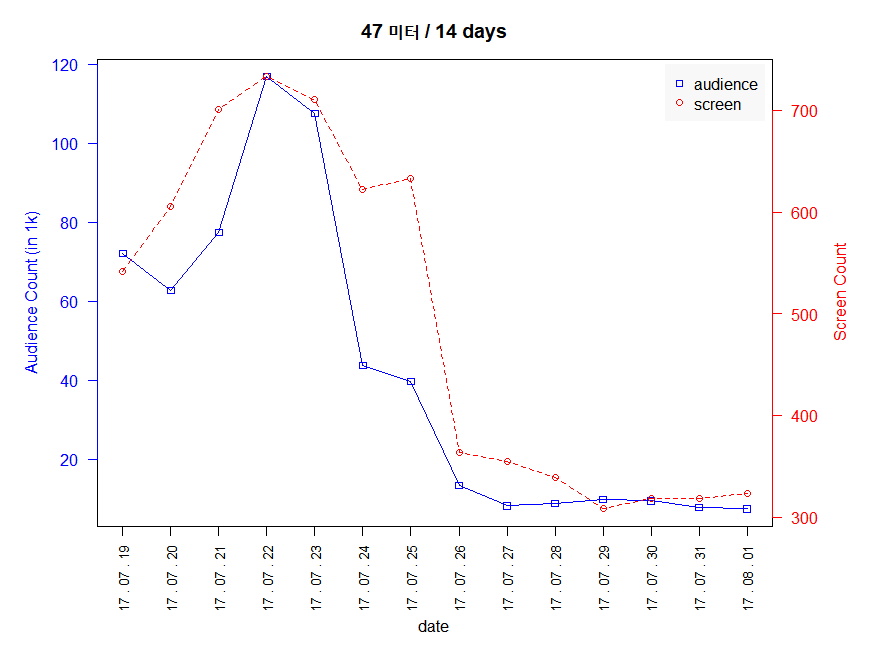 47 미터 / 14 days
audience
screen
Audience Count (in 1k)
120
100
80
60
40
20
Screen Count
700
600
500
400
300
17 . 07 . 19
17 . 07 . 20
17 . 07 . 21
17 . 07 . 22
17 . 07 . 23
17 . 07 . 24
17 . 07 . 25
17 . 07 . 26
17 . 07 . 27
17 . 07 . 28
17 . 07 . 29
17 . 07 . 30
17 . 07 . 31
17 . 08 . 01
date